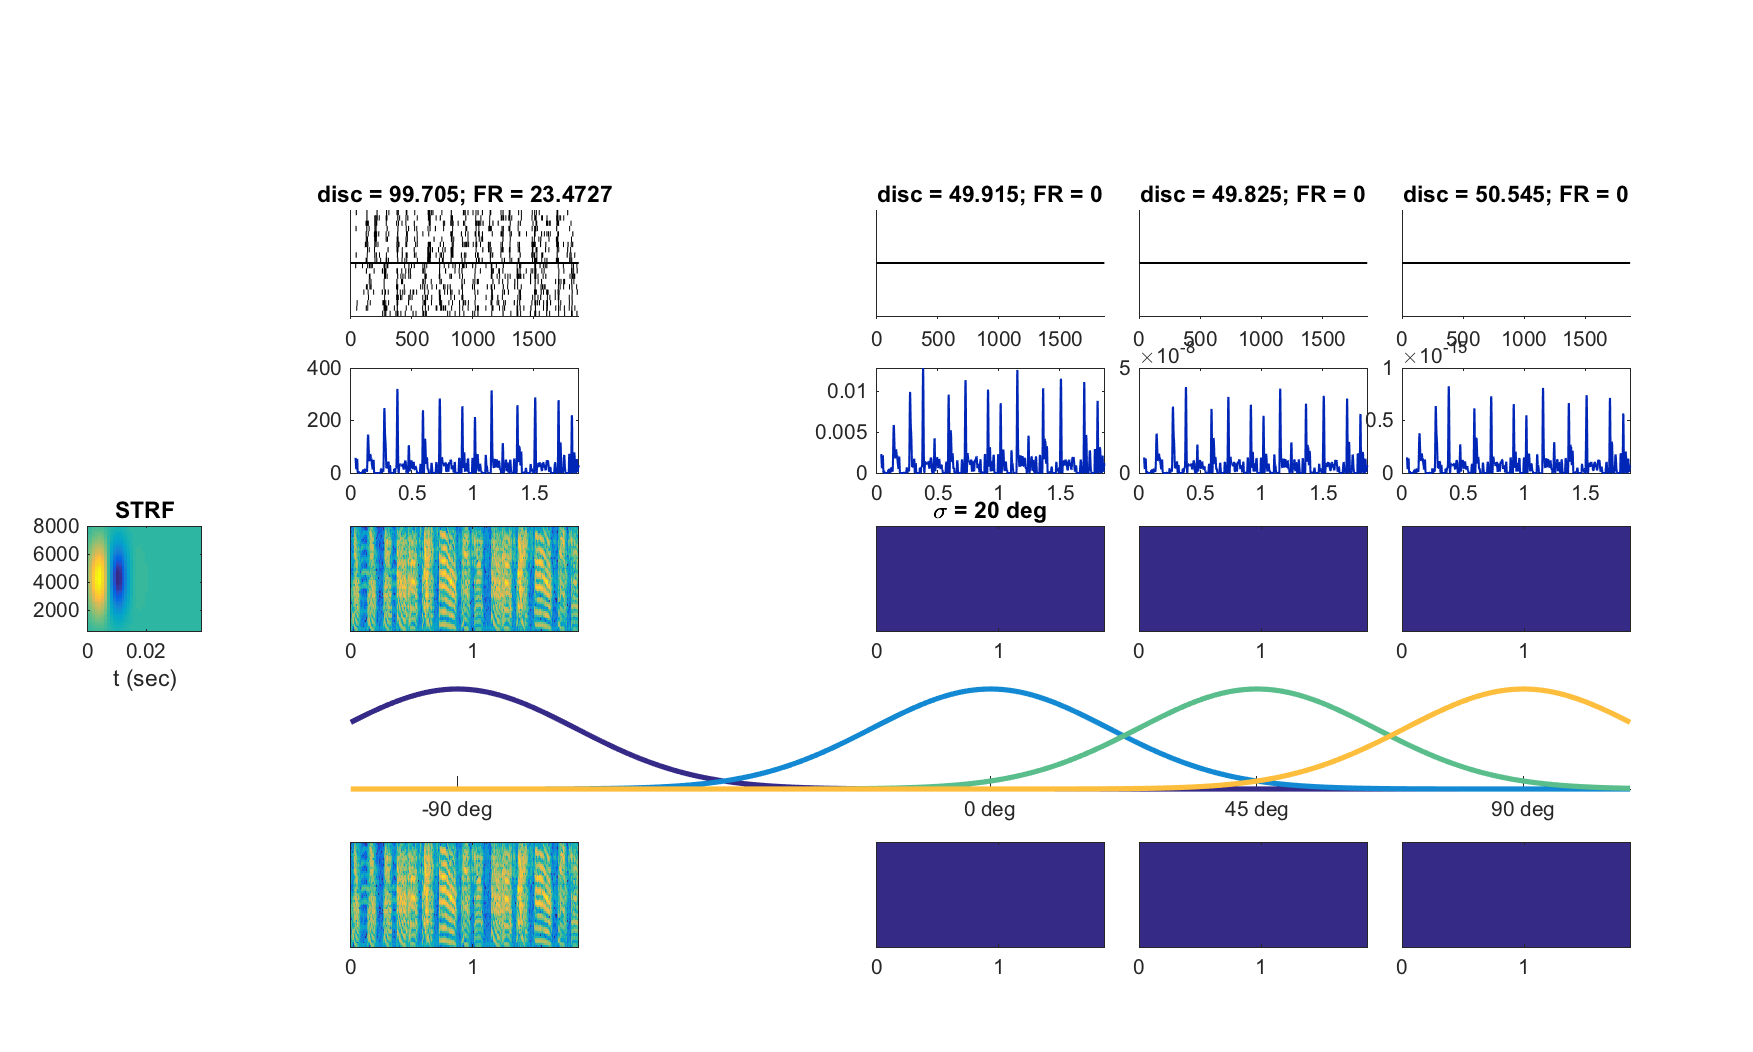 disc = 99.705; FR = 23.4727
disc = 49.915; FR = 0
disc = 49.825; FR = 0
disc = 50.545; FR = 0
0 500 1000 1500
0 500 1000 1500
0 500 1000 1500
0 500 1000 1500
400
200
0
0 0.5 1 1.5
0.01
0.005
0
0 0.5 1 1.5
×10-8
5
0
0 0.5 1 1.5
×10-15
1
0.5
0
0 0.5 1 1.5
STRF
8000
6000
4000
2000
0 0.02
t (sec)
σ = 20 deg
0 1
0 1
0 1
0 1
-90 deg 0 deg 45 deg 90 deg
0 1
0 1
0 1
0 1